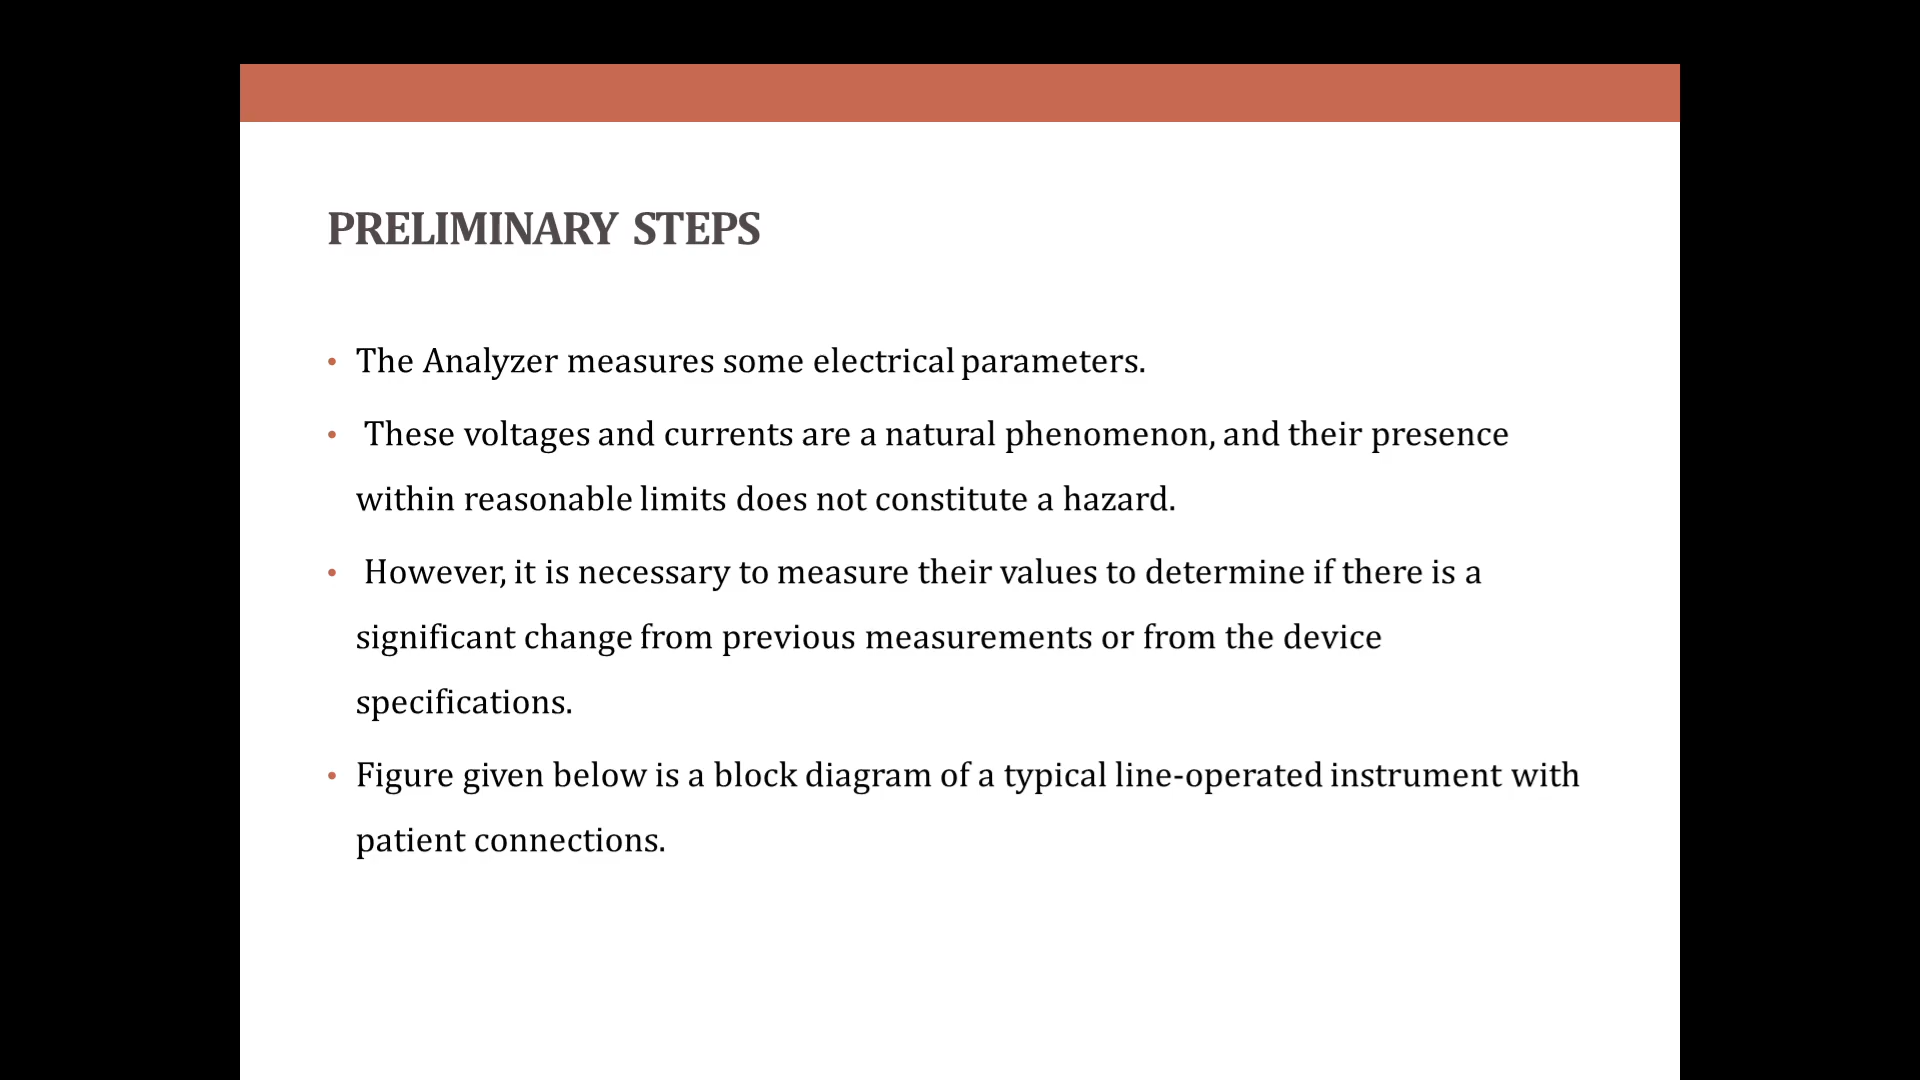 PRELIMINARY STEPS
• The Analyzer measures some electrical parameters.
• These voltages and currents are a natural phenomenon, and their presence
within reasonable limits does not constitute a hazard.
• However, it is necessary to measure their values to determine if there is a
significant change from previous measurements or from the device
specifications.
• Figure given below is a block diagram of a typical line-operated instrument with
patient connections.